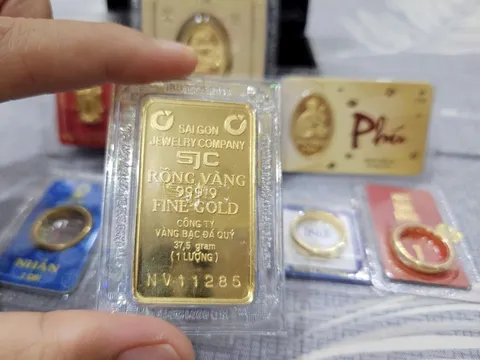 SAIGON
JEWELRY COMPANY
SJC
RỒNG VÀNG
999.9
FINE GOLD
CÔNG TY
VÀNG BẠC ĐÁ QUÝ
37,5 gram
(1 LƯỢNG)
NV11285
Phú
NHẪN